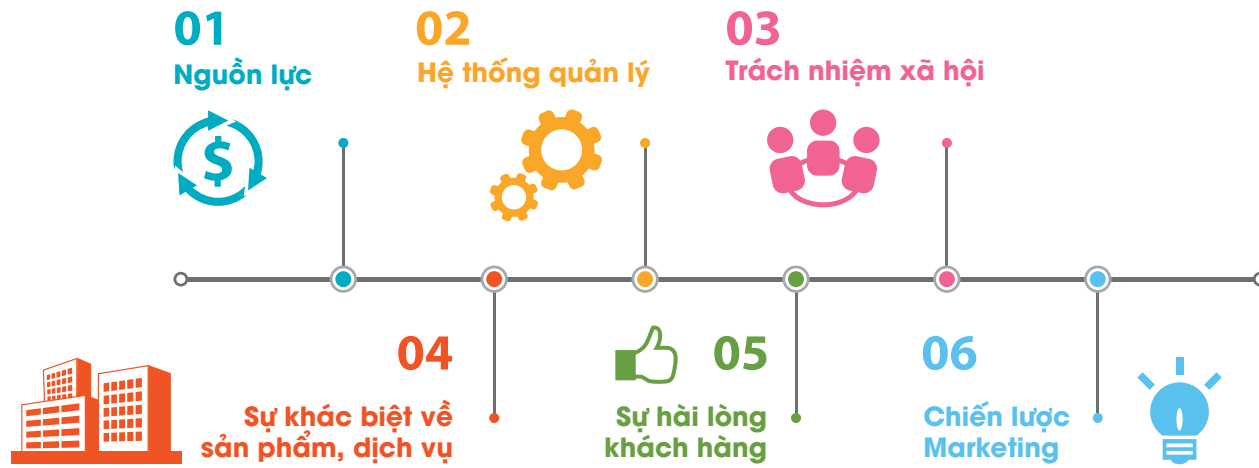 01
Nguồn lực
02
Hệ thống quản lý
03
Trách nhiệm xã hội
$
04
Sự khác biệt về
sản phẩm, dịch vụ
05
Sự hài lòng
khách hàng
06
Chiến lược
Marketing